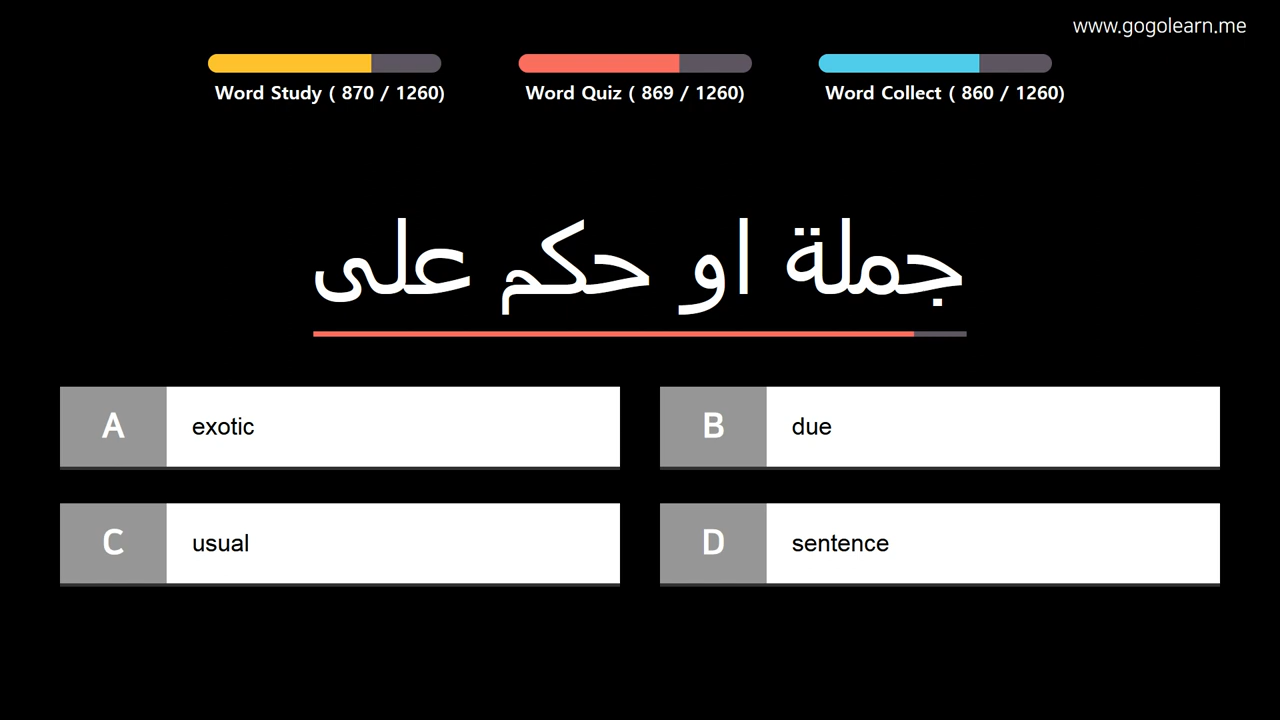 www.gogolearn.me
Word Study ( 870 / 1260)
Word Quiz ( 869 / 1260)
Word Collect ( 860 / 1260)
جملة او حكم على
A exotic
B due
C usual
D sentence